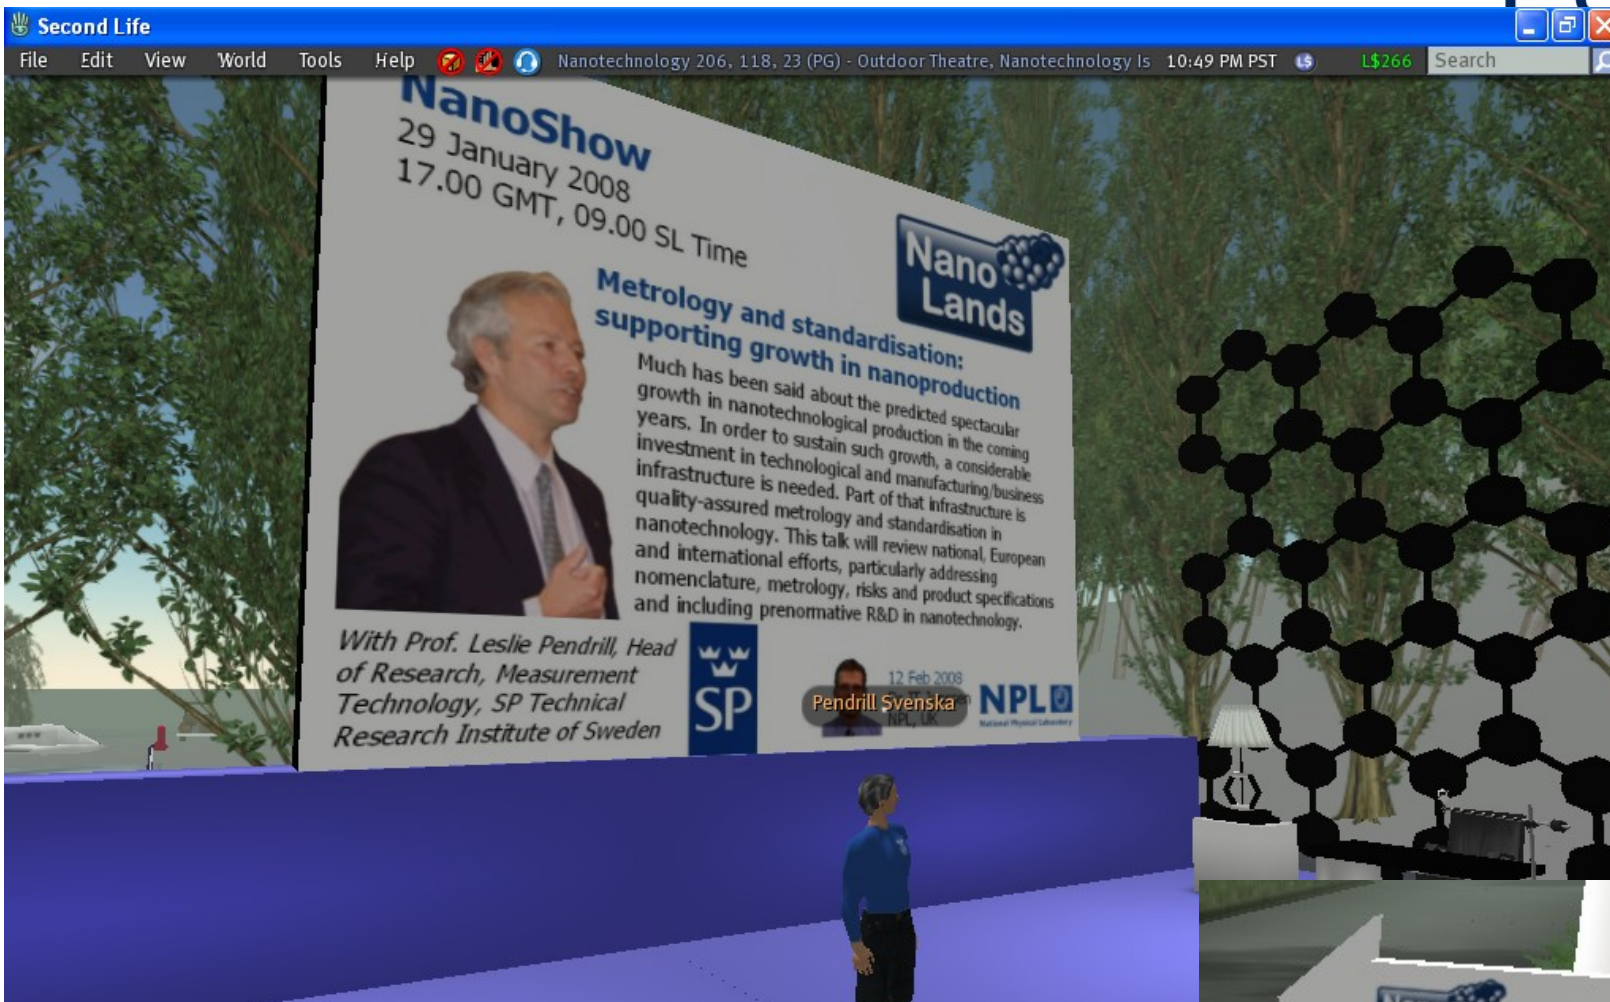 Second Life
File Edit View World Tools Help Nanotechnology 206, 118, 23 (PG) - Outdoor Theatre, Nanotechnology Is 10:49 PM PST L$ L$266 Search
NanoShow
29 January 2008
17.00 GMT, 09.00 SL Time
Nano
Lands
Metrology and standardisation:
supporting growth in nanoproduction
Much has been said about the predicted spectacular
growth in nanotechnological production in the coming
years. In order to sustain such growth, a considerable
investment in technological and manufacturing/business
infrastructure is needed. Part of that infrastructure is
quality-assured metrology and standardisation in
nanotechnology. This talk will review national, European
and international efforts, particularly addressing
nomenclature, metrology, risks and product specifications
and including prenormative R&D in nanotechnology.
With Prof. Leslie Pendrill, Head
of Research, Measurement
Technology, SP Technical
Research Institute of Sweden
SP
12 Feb 2008
Pendrill Svenska
NPL, UK
NPL
National Physical Laboratory
Nano